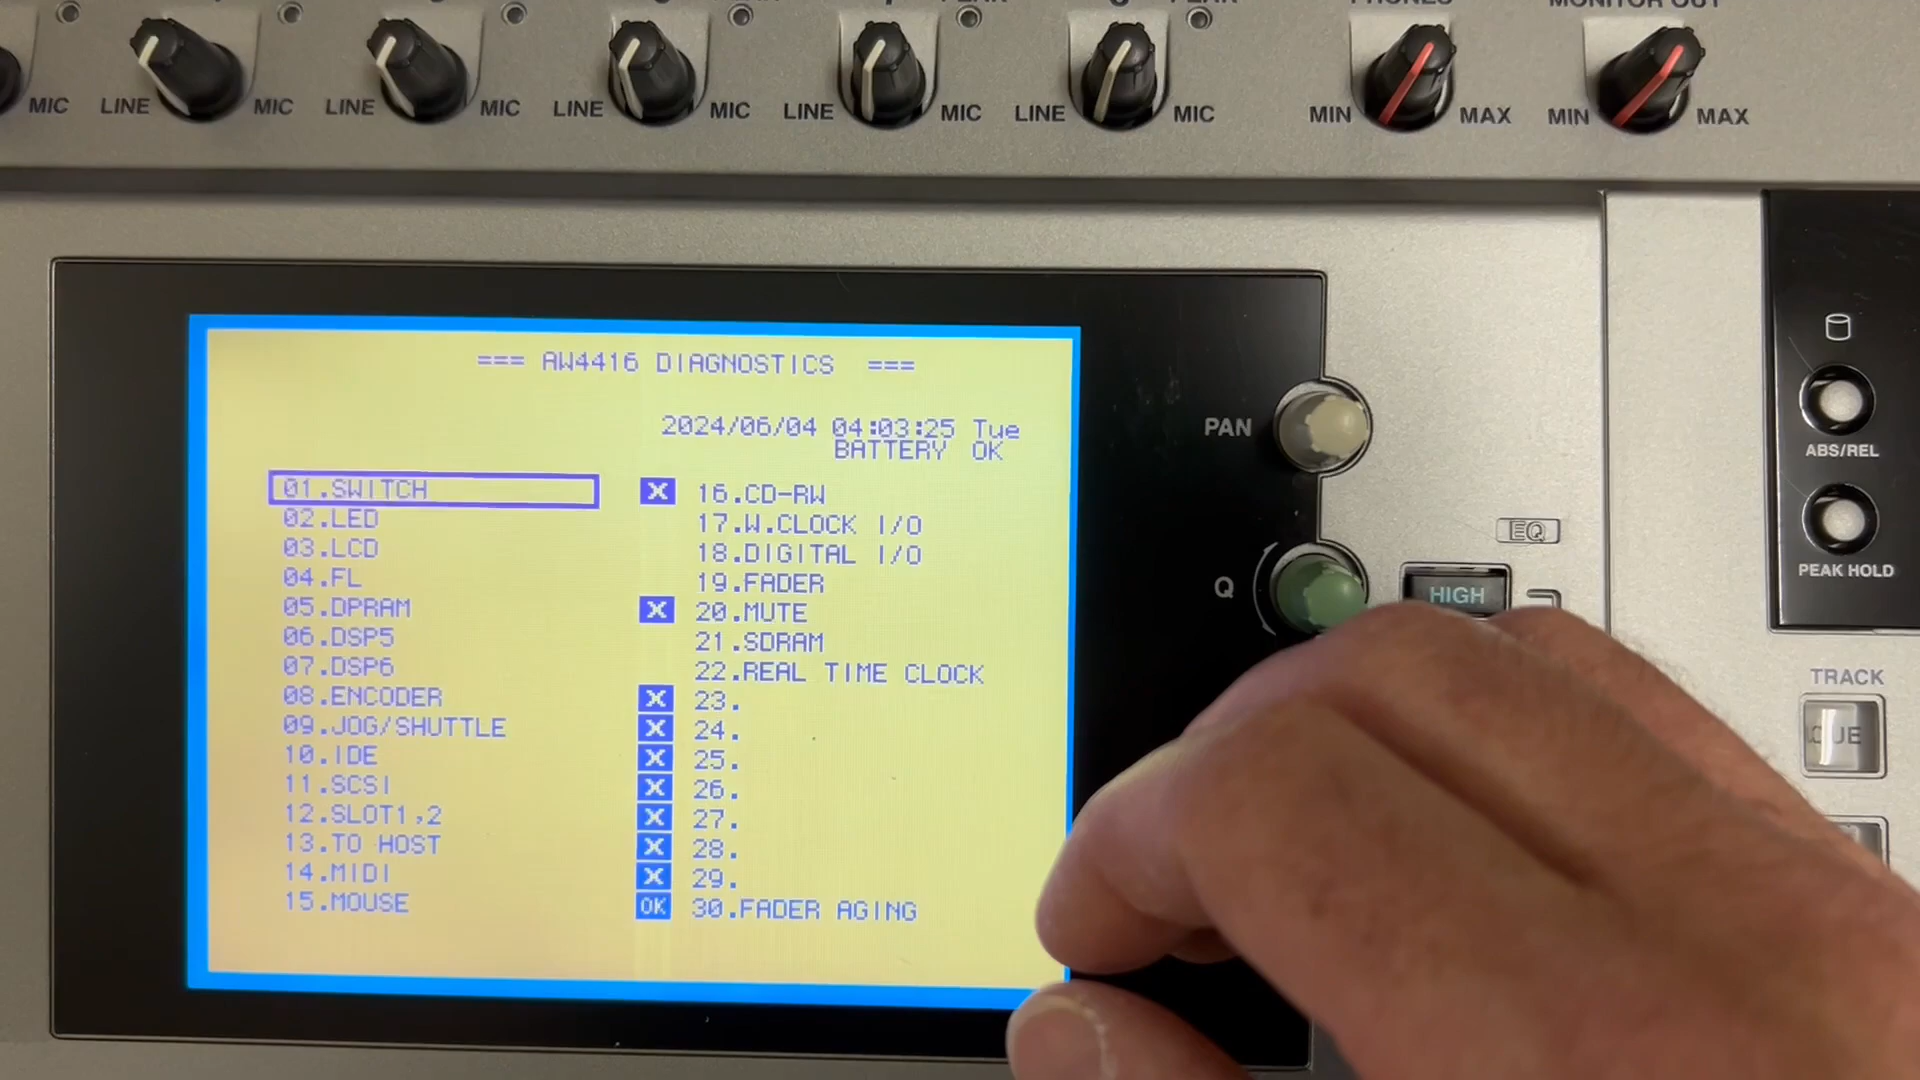 PHONES
MONITOR OUT
MIC LINE MIC LINE MIC LINE MIC LINE MIC LINE MIC MIN MAX MIN MAX
=== AW4416 DIAGNOSTICS ===
2024/06/04 04:03:25 Tue
BATTERY OK
01.SWITCH
02.LED
03.LCD
04.FL
05.DPRAM
06.DSP5
07.DSP6
08.ENCODER
09.JOG/SHUTTLE
10.IDE
11.SCSI
12.SLOT1,2
13.TO HOST
14.MIDI
15.MOUSE
X 16.CD-RW
17.W.CLOCK I/O
18.DIGITAL I/O
19.FADER
X 20.MUTE
21.SDRAM
22.REAL TIME CLOCK
X 23.
X 24.
X 25.
X 26.
X 27.
X 28.
X 29.
OK 30.FADER AGING
PAN
Q
EQ
HIGH
ABS/REL
PEAK HOLD
TRACK
CUE